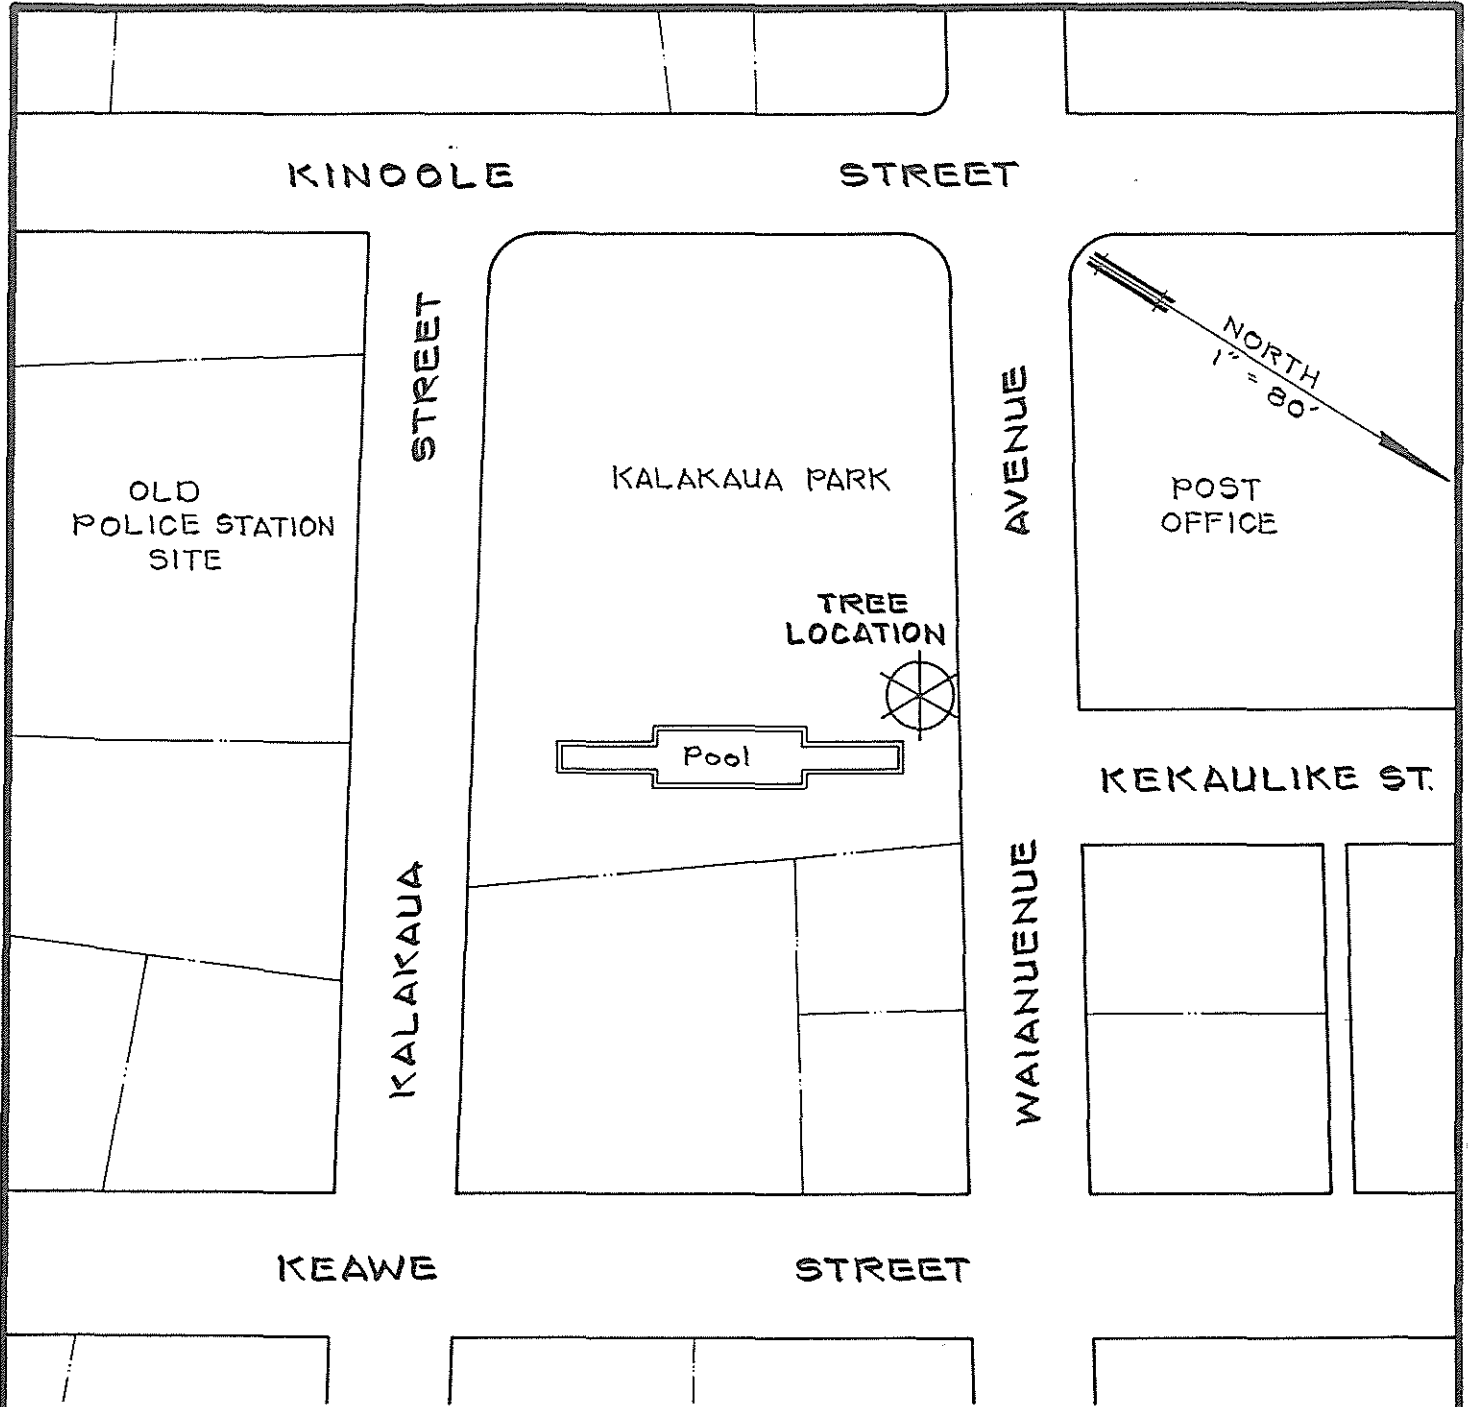 KINOOLE STREET
STREET
AVENUE
NORTH
1" = 80'
KALAKAUA PARK
OLD
POLICE STATION
SITE
POST
OFFICE
TREE
LOCATION
Pool
KEKAULIKE ST.
KALAKAUA
WAIANUENUE
KEAWE STREET